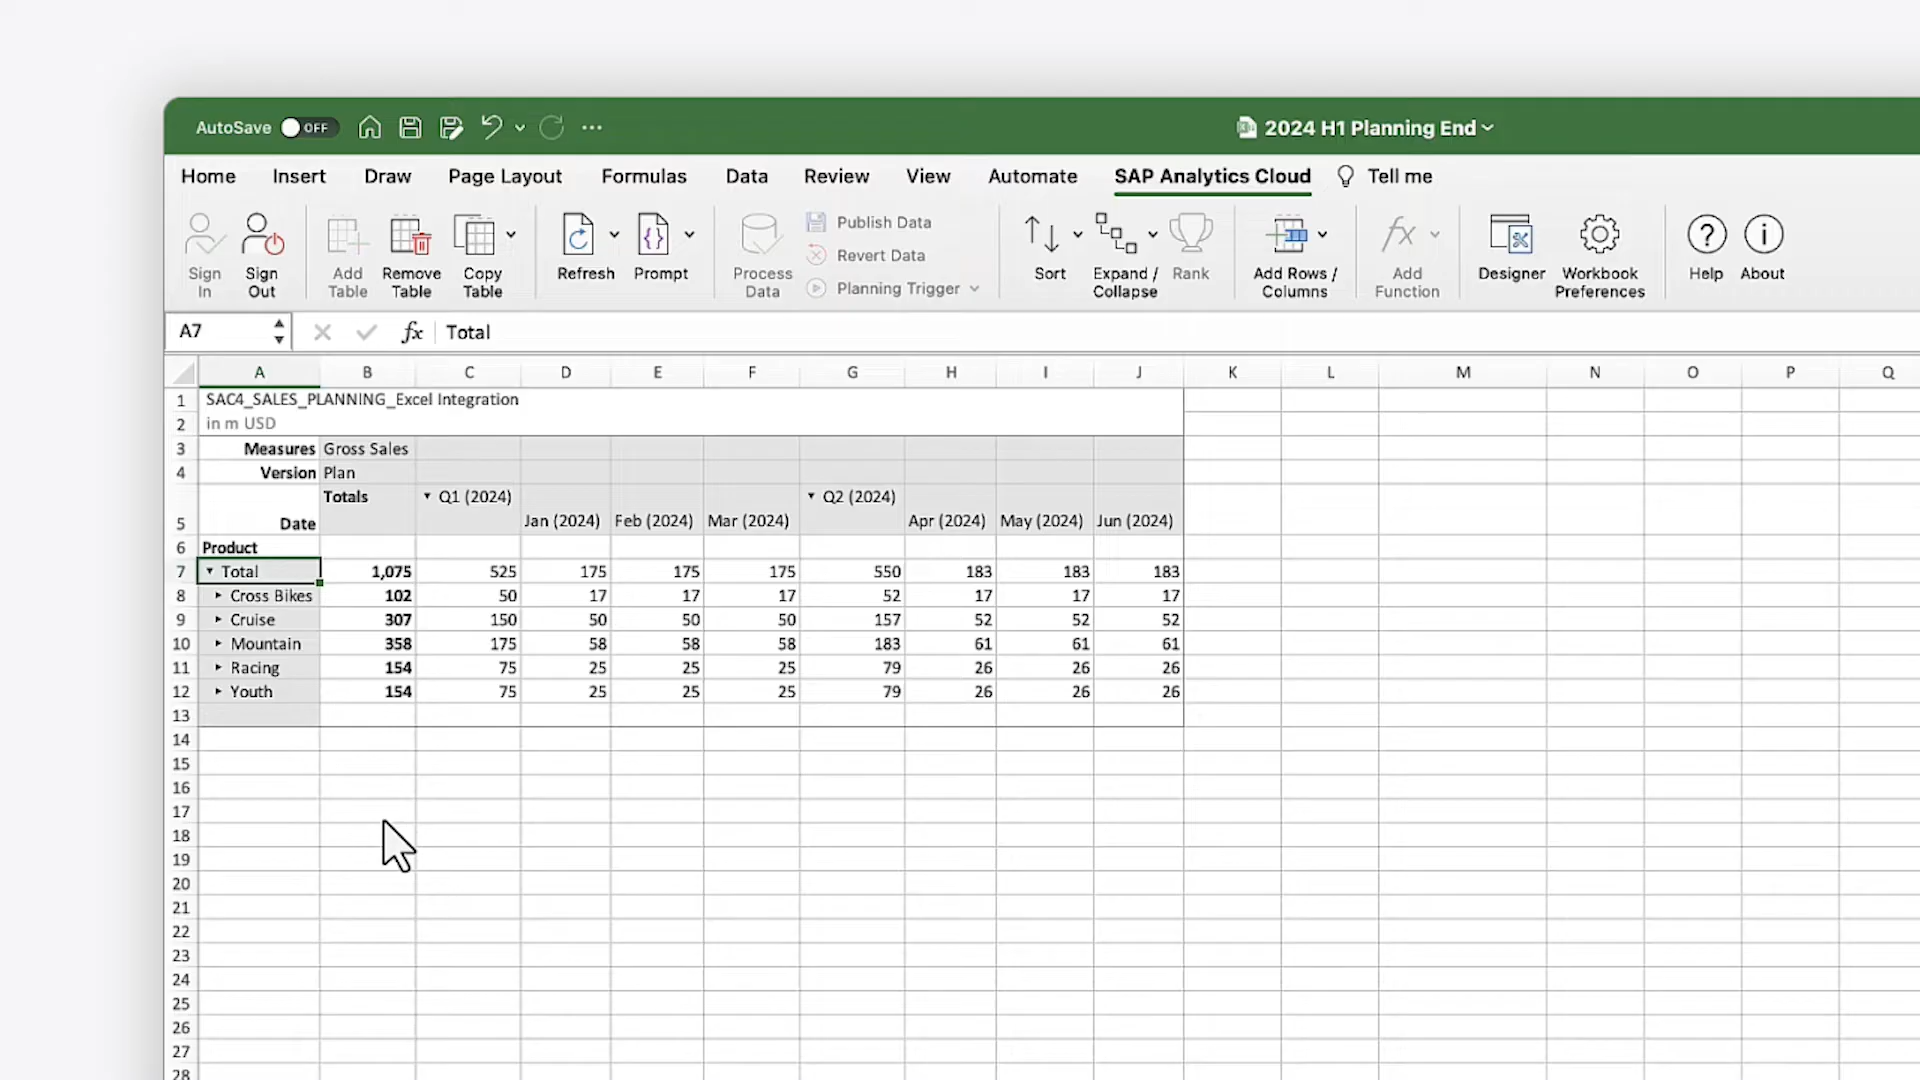 AutoSave OFF 2024 H1 Planning End
Home Insert Draw Page Layout Formulas Data Review View Automate SAP Analytics Cloud Tell me
Sign In Sign Out Add Table Remove Table Copy Table Refresh Prompt Process Data Publish Data Revert Data Planning Trigger Sort Expand / Collapse Rank Add Rows / Columns Add Function Designer Workbook Preferences Help About
A7 fx Total
A B C D E F G H I J K L M N O P Q
1 SAC4_SALES_PLANNING_Excel Integration
2 in m USD
3 Measures Gross Sales
4 Version Plan
Totals Q1 (2024) Q2 (2024)
5 Date Jan (2024) Feb (2024) Mar (2024) Apr (2024) May (2024) Jun (2024)
6 Product
7 Total 1,075 525 175 175 175 550 183 183 183
8 Cross Bikes 102 50 17 17 17 52 17 17 17
9 Cruise 307 150 50 50 50 157 52 52 52
10 Mountain 358 175 58 58 58 183 61 61 61
11 Racing 154 75 25 25 25 79 26 26 26
12 Youth 154 75 25 25 25 79 26 26 26
13
14
15
16
17
18
19
20
21
22
23
24
25
26
27
28